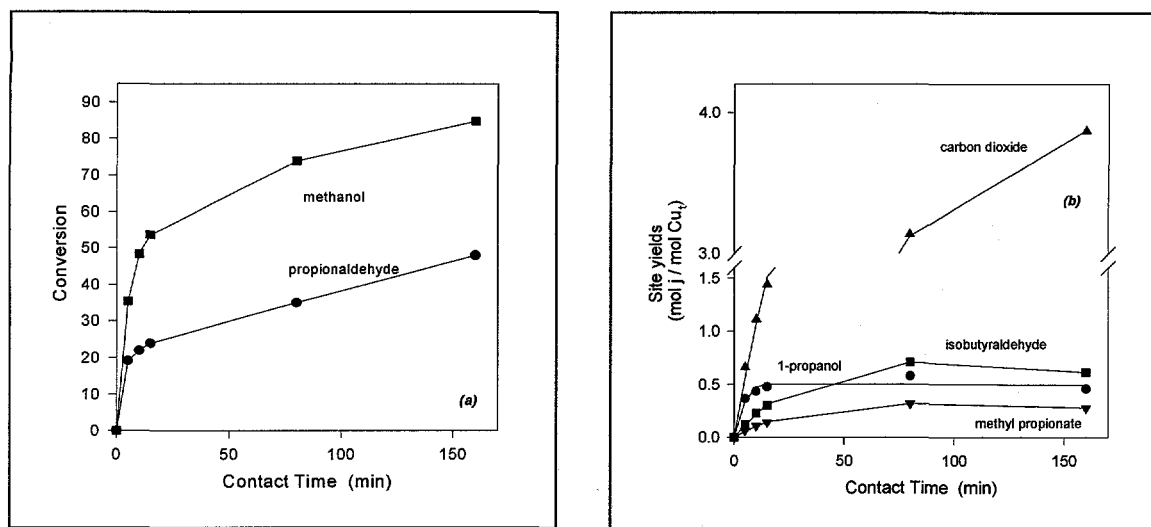 90
80
70
60
50
40
30
20
10
0
Conversion
methanol
propionaldehyde
(a)
0 50 100 150
Contact Time (min)
4.0
3.0
1.5
1.0
0.5
0.0
Site yields
(mol j / mol Cut)
carbon dioxide
(b)
isobutyraldehyde
1-propanol
methyl propionate
0 50 100 150
Contact Time (min)